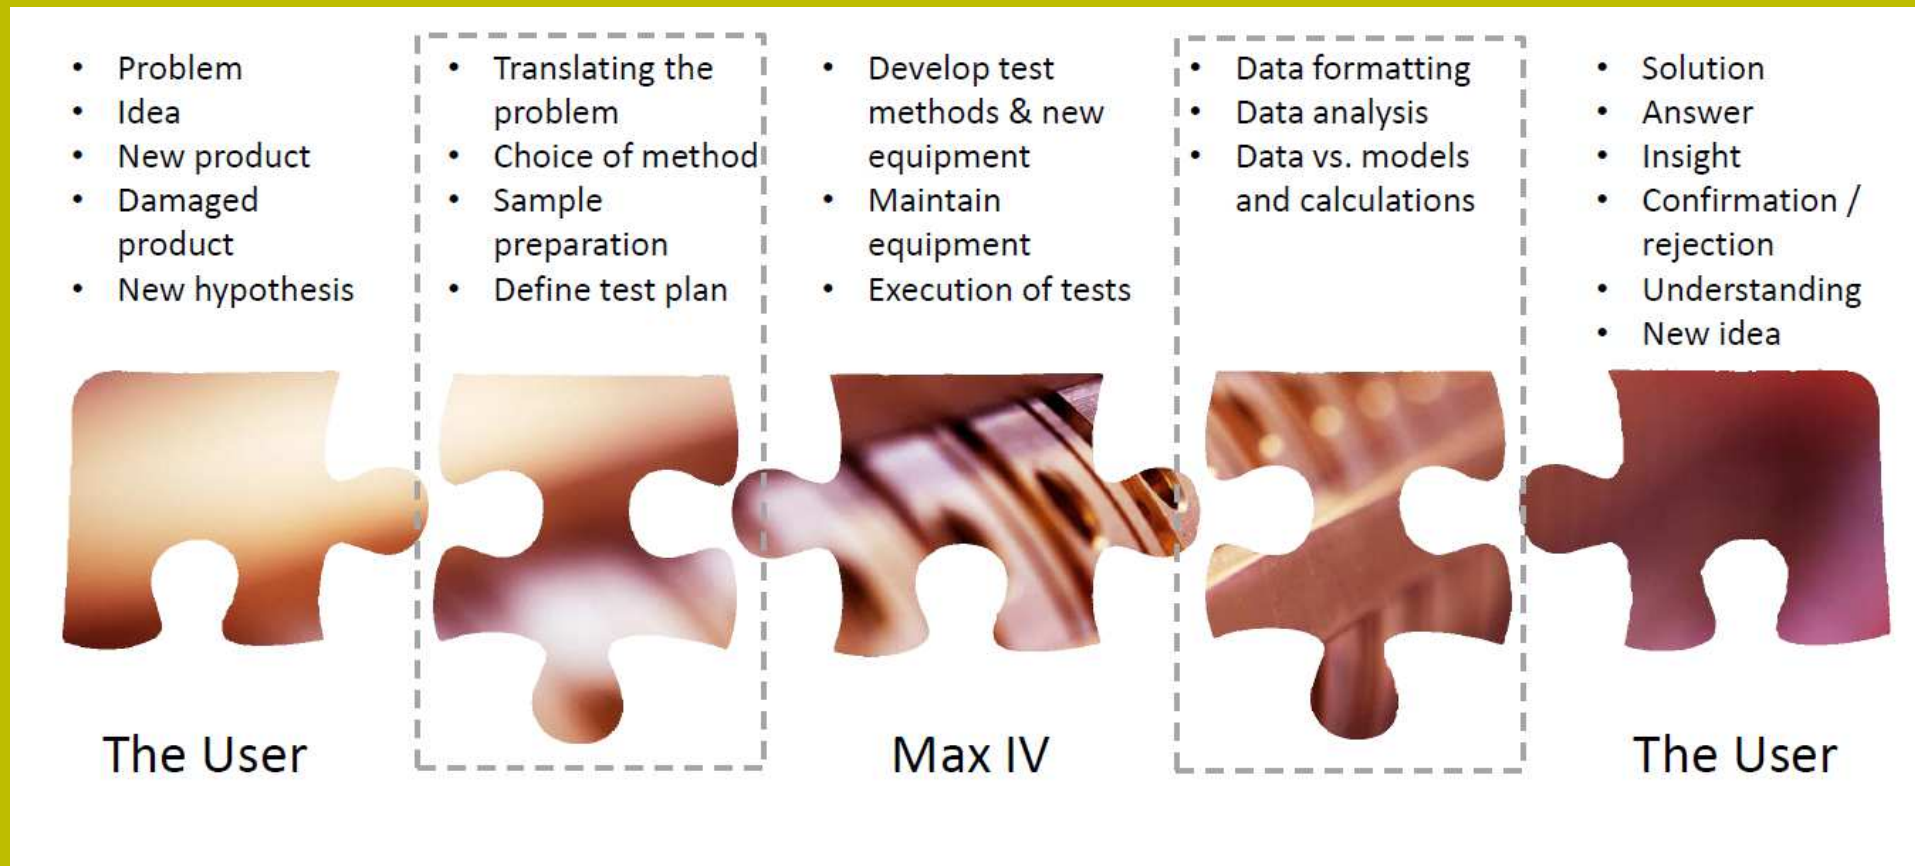 • Problem
• Idea
• New product
• Damaged
product
• New hypothesis
• Translating the
problem
• Choice of method
• Sample
preparation
• Define test plan
• Develop test
methods & new
equipment
• Maintain
equipment
• Execution of tests
• Data formatting
• Data analysis
• Data vs. models
and calculations
• Solution
• Answer
• Insight
• Confirmation /
rejection
• Understanding
• New idea
The User
Max IV
The User